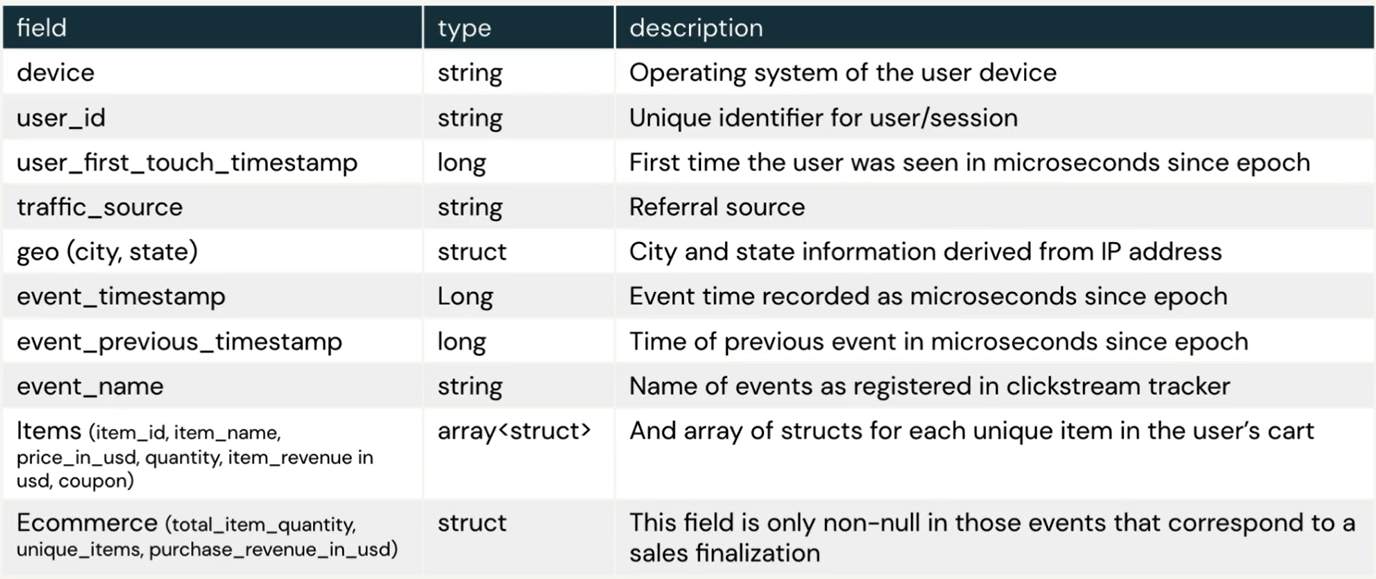 field type description
device string Operating system of the user device
user_id string Unique identifier for user/session
user_first_touch_timestamp long First time the user was seen in microseconds since epoch
traffic_source string Referral source
geo (city, state) struct City and state information derived from IP address
event_timestamp Long Event time recorded as microseconds since epoch
event_previous_timestamp long Time of previous event in microseconds since epoch
event_name string Name of events as registered in clickstream tracker
Items (item_id, item_name, array<struct> And array of structs for each unique item in the user's cart
price_in_usd, quantity, item_revenue in
usd, coupon)
Ecommerce (total_item_quantity, struct This field is only non-null in those events that correspond to a
unique_items, purchase_revenue_in_usd) sales finalization